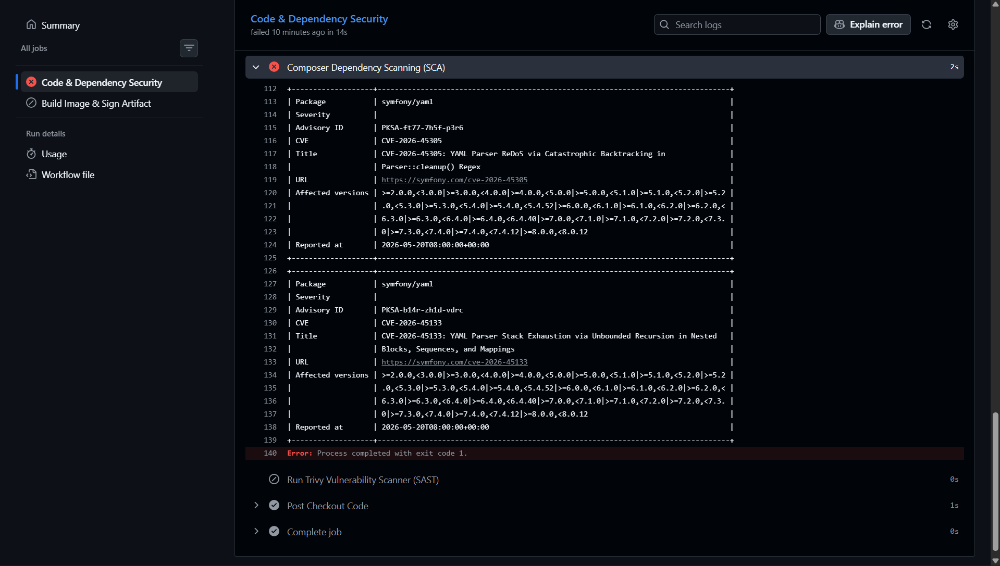 Summary
All jobs
Code & Dependency Security
Build Image & Sign Artifact
Run details
Usage
Workflow file
Code & Dependency Security
failed 10 minutes ago in 14s
Search logs
Explain error
Composer Dependency Scanning (SCA) 2s
112 +-------------------+----------------------------------------------------------------------------------+
113 | Package           | symfony/yaml                                                                     |
114 | Severity          |                                                                                  |
115 | Advisory ID       | PKSA-ft77-7h5f-p3r6                                                              |
116 | CVE               | CVE-2026-45305                                                                   |
117 | Title             | CVE-2026-45305: YAML Parser ReDoS via Catastrophic Backtracking in               |
118 |                   | Parser::cleanup() Regex                                                          |
119 | URL               | https://symfony.com/cve-2026-45305                                               |
120 | Affected versions | >=2.0.0,<3.0.0|>=3.0.0,<4.0.0|>=4.0.0,<5.0.0|>=5.0.0,<5.1.0|>=5.1.0,<5.2.0|>=5.2 |
121 |                   | .0,<5.3.0|>=5.3.0,<5.4.0|>=5.4.0,<5.4.52|>=6.0.0,<6.1.0|>=6.1.0,<6.2.0|>=6.2.0,< |
122 |                   | 6.3.0|>=6.3.0,<6.4.0|>=6.4.0,<6.4.40|>=7.0.0,<7.1.0|>=7.1.0,<7.2.0|>=7.2.0,<7.3. |
123 |                   | 0|>=7.3.0,<7.4.0|>=7.4.0,<7.4.12|>=8.0.0,<8.0.12                                 |
124 | Reported at       | 2026-05-20T08:00:00+00:00                                                        |
125 +-------------------+----------------------------------------------------------------------------------+
126 +-------------------+----------------------------------------------------------------------------------+
127 | Package           | symfony/yaml                                                                     |
128 | Severity          |                                                                                  |
129 | Advisory ID       | PKSA-b14r-zh1d-vdrc                                                              |
130 | CVE               | CVE-2026-45133                                                                   |
131 | Title             | CVE-2026-45133: YAML Parser Stack Exhaustion via Unbounded Recursion in Nested   |
132 |                   | Blocks, Sequences, and Mappings                                                  |
133 | URL               | https://symfony.com/cve-2026-45133                                               |
134 | Affected versions | >=2.0.0,<3.0.0|>=3.0.0,<4.0.0|>=4.0.0,<5.0.0|>=5.0.0,<5.1.0|>=5.1.0,<5.2.0|>=5.2 |
135 |                   | .0,<5.3.0|>=5.3.0,<5.4.0|>=5.4.0,<5.4.52|>=6.0.0,<6.1.0|>=6.1.0,<6.2.0|>=6.2.0,< |
136 |                   | 6.3.0|>=6.3.0,<6.4.0|>=6.4.0,<6.4.40|>=7.0.0,<7.1.0|>=7.1.0,<7.2.0|>=7.2.0,<7.3. |
137 |                   | 0|>=7.3.0,<7.4.0|>=7.4.0,<7.4.12|>=8.0.0,<8.0.12                                 |
138 | Reported at       | 2026-05-20T08:00:00+00:00                                                        |
139 +-------------------+----------------------------------------------------------------------------------+
140 Error: Process completed with exit code 1.
Run Trivy Vulnerability Scanner (SAST) 0s
Post Checkout Code 1s
Complete job 0s